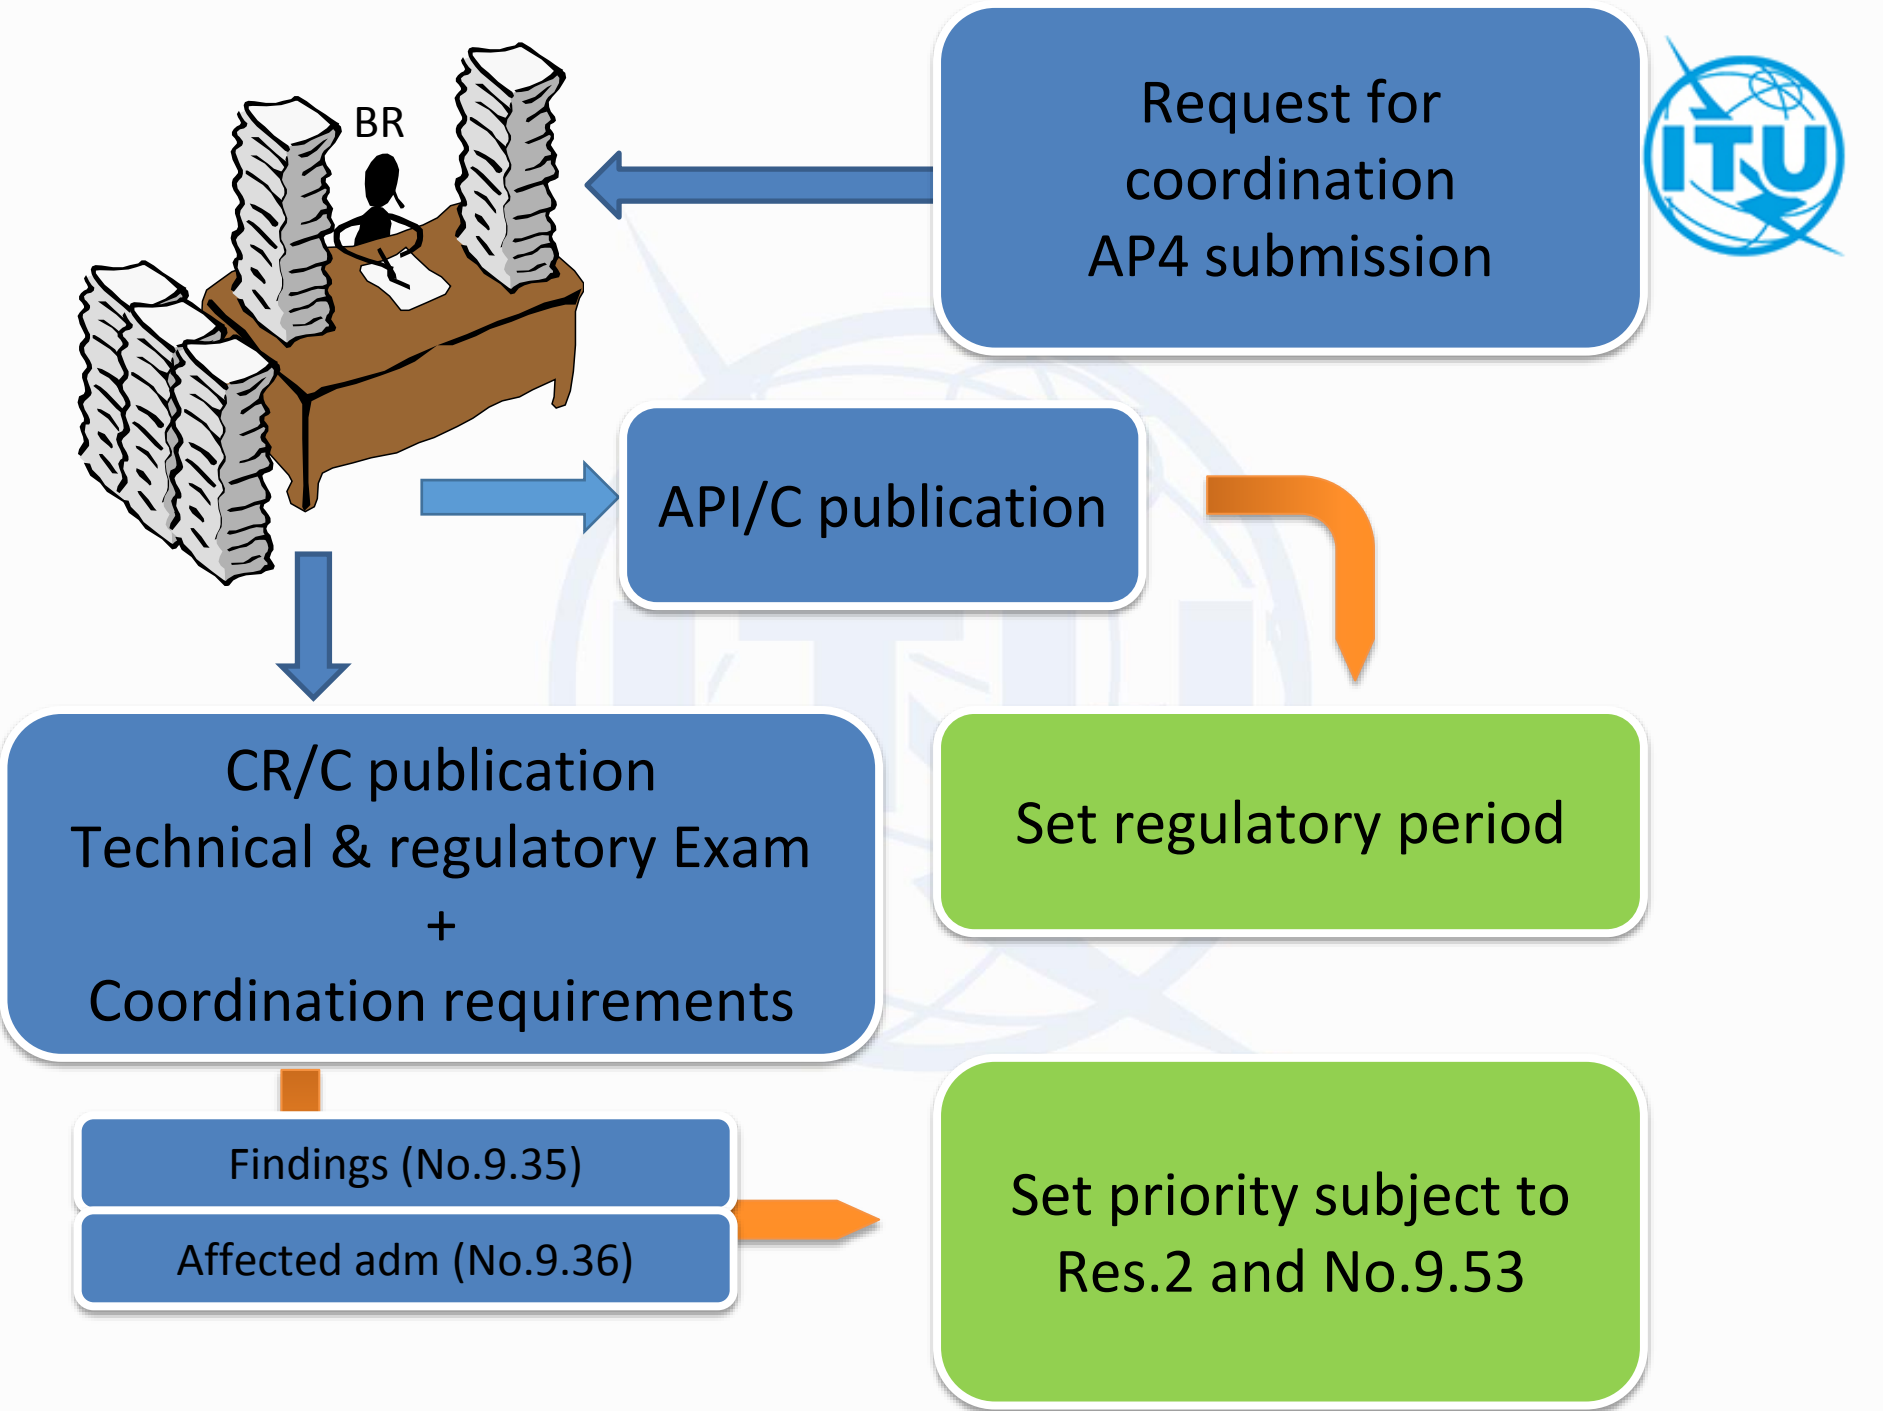 BR
Request for
coordination
AP4 submission
ITU
API/C publication
CR/C publication
Technical & regulatory Exam
+
Coordination requirements
Set regulatory period
Findings (No.9.35)
Affected adm (No.9.36)
Set priority subject to
Res.2 and No.9.53
ITU